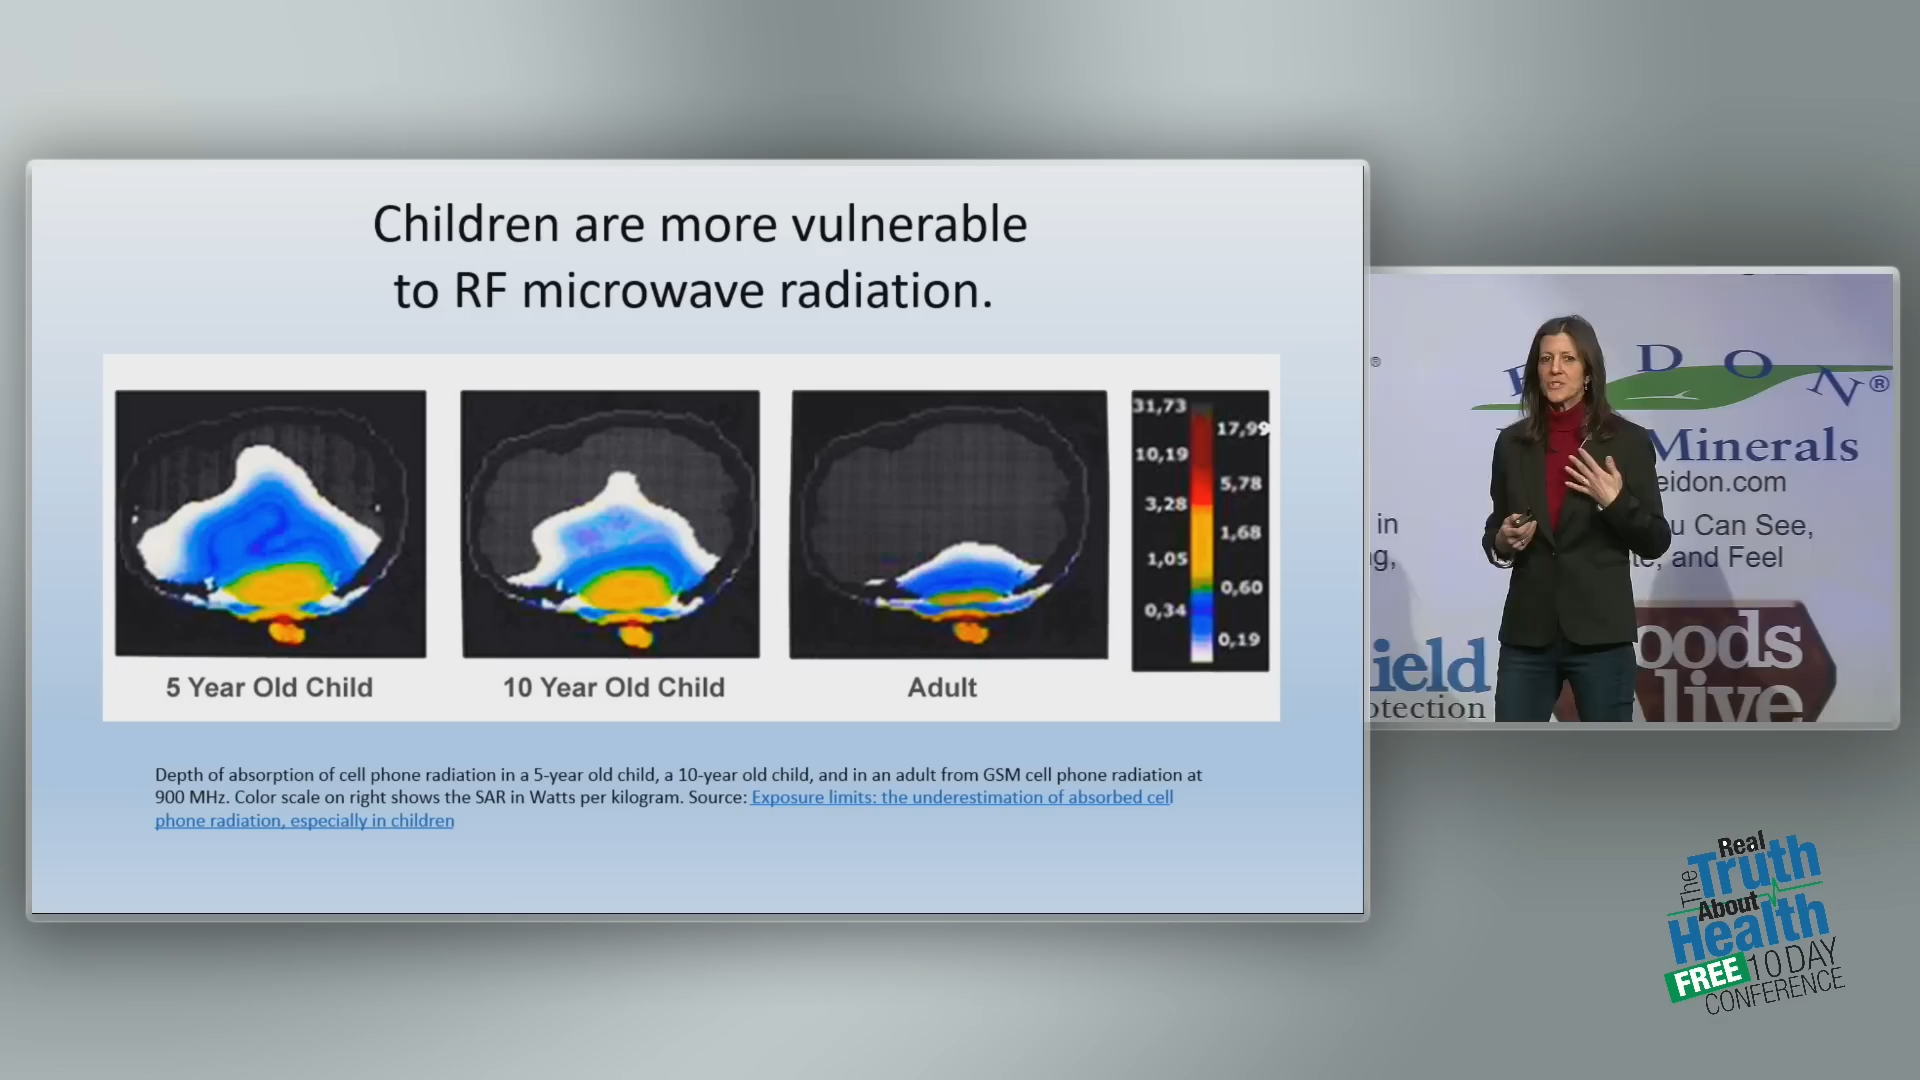 Children are more vulnerable
to RF microwave radiation.
31,73
17,99
10,19
5,78
3,28
1,68
1,05
0,60
0,34
0,19
5 Year Old Child
10 Year Old Child
Adult
Depth of absorption of cell phone radiation in a 5-year old child, a 10-year old child, and in an adult from GSM cell phone radiation at
900 MHz. Color scale on right shows the SAR in Watts per kilogram. Source: Exposure limits: the underestimation of absorbed cell
phone radiation, especially in children
®
D O N ®
Minerals
eidon.com
in
u Can See,
g,
and Feel
ield
otection
oods
live
The Real
Truth
About
Health
FREE 10 DAY
CONFERENCE